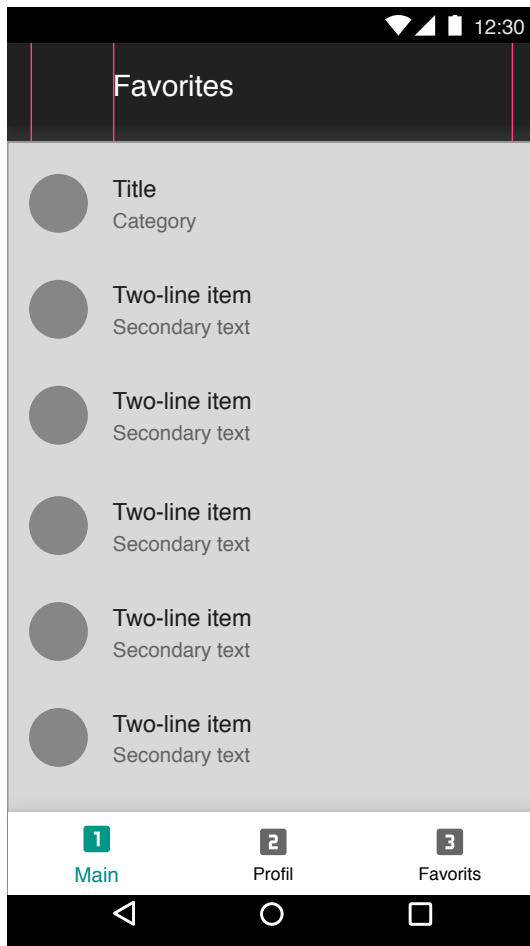 12:30
Favorites
Title
Category
Two-line item
Secondary text
Two-line item
Secondary text
Two-line item
Secondary text
Two-line item
Secondary text
Two-line item
Secondary text
1 2 3
Main Profil Favorits